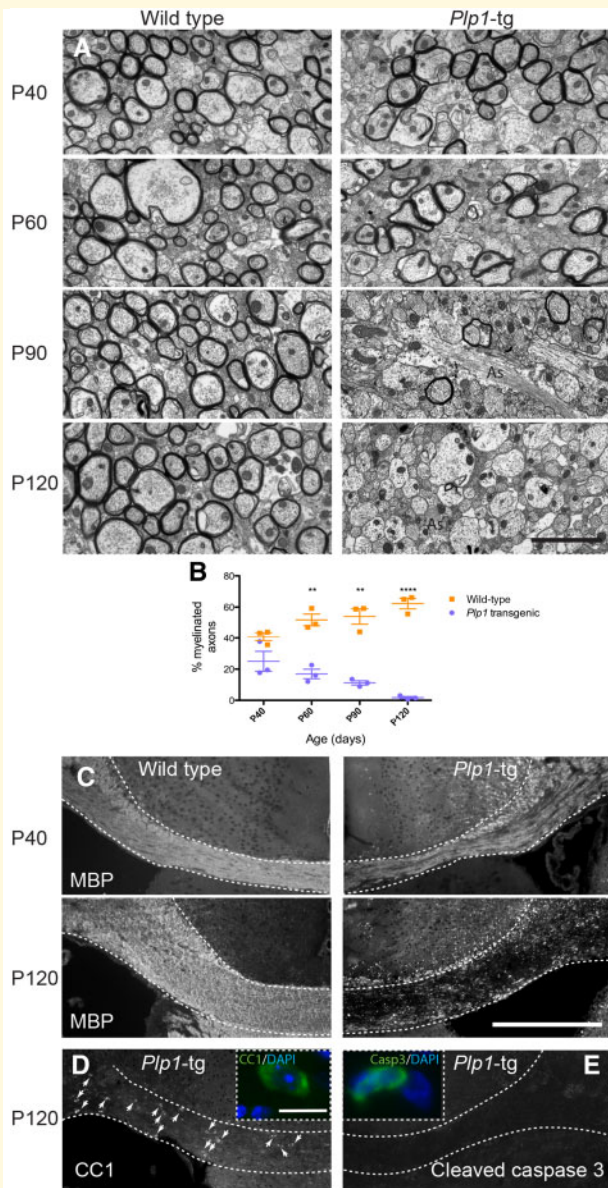 Wild type Plp1-tg
A
P40
P60
P90
As
P120
As
B
% myelinated axons
80
60
40
20
0
** ** ****
Wild-type
Plp1 transgenic
P40 P60 P90 P120
Age (days)
C Wild type Plp1-tg
P40
MBP
P120
MBP
D Plp1-tg CC1/DAPI Casp3/DAPI Plp1-tg E
P120
CC1 Cleaved caspase 3